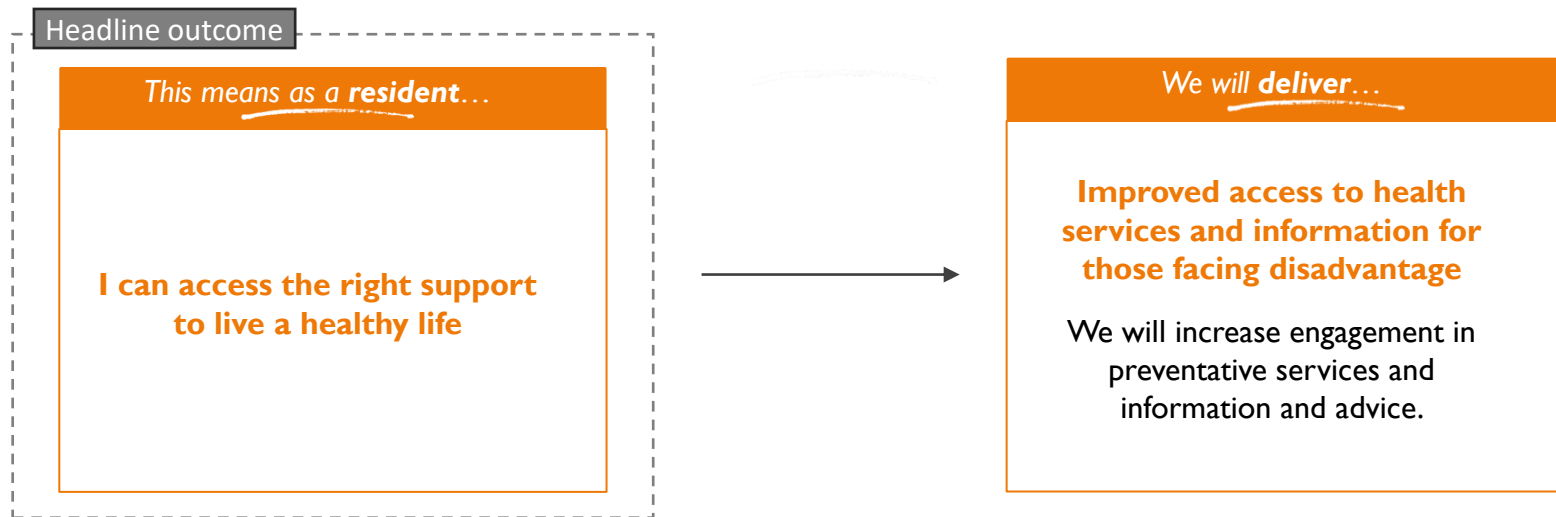 Headline outcome
This means as a resident…
I can access the right support
to live a healthy life
We will deliver…
Improved access to health
services and information for
those facing disadvantage
We will increase engagement in
preventative services and
information and advice.